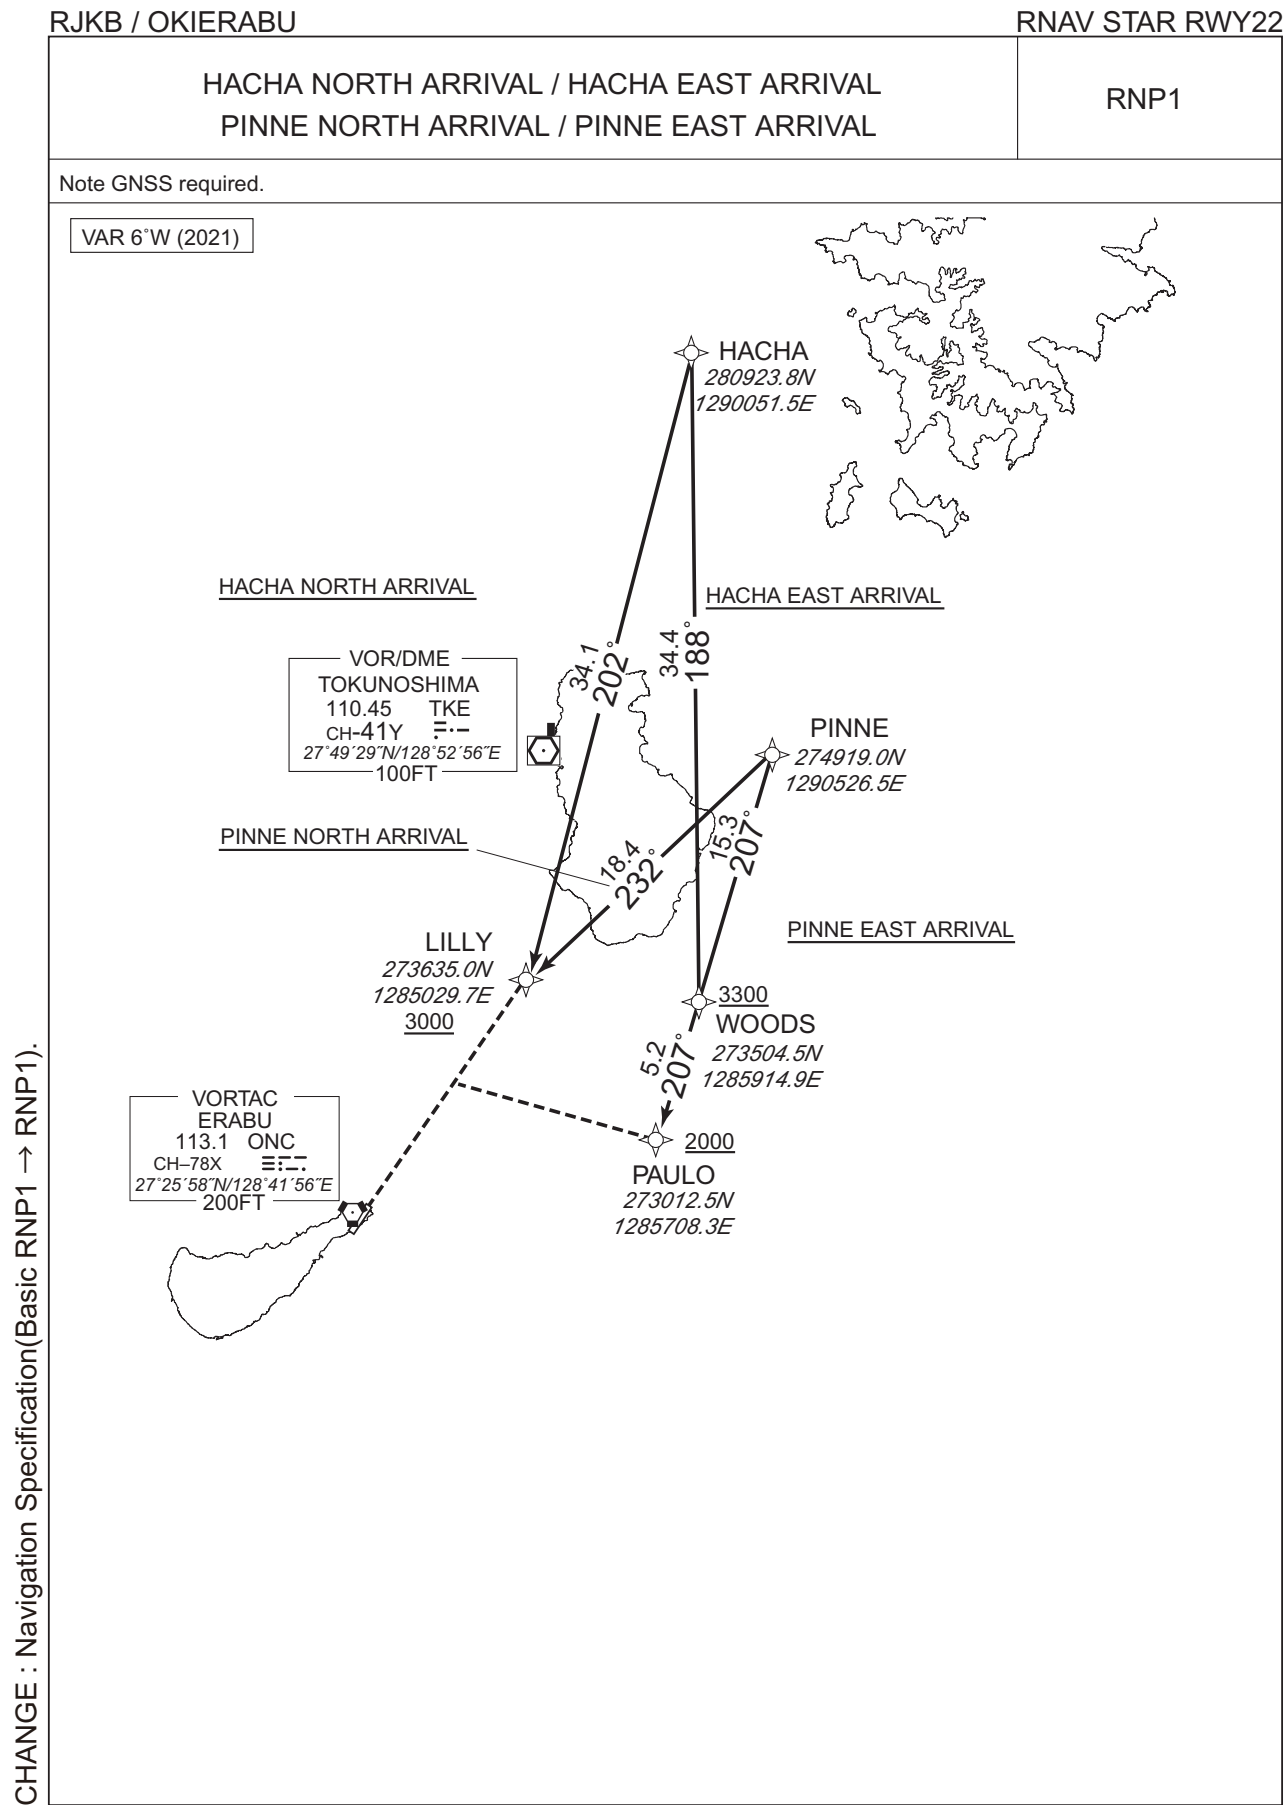 RJKB / OKIERABU
RNAV STAR RWY22
HACHA NORTH ARRIVAL / HACHA EAST ARRIVAL
PINNE NORTH ARRIVAL / PINNE EAST ARRIVAL
RNP1
Note GNSS required.
VAR 6˚W (2021)
HACHA
280923.8N
1290051.5E
HACHA NORTH ARRIVAL
HACHA EAST ARRIVAL
34.1
202˚
34.4
188˚
VOR/DME
TOKUNOSHIMA
110.45 TKE
CH-41Y
27˚49´29˝N/128˚52´56˝E
100FT
PINNE
274919.0N
1290526.5E
PINNE NORTH ARRIVAL
18.4
232˚
15.3
207˚
PINNE EAST ARRIVAL
LILLY
273635.0N
1285029.7E
3000
3300
WOODS
273504.5N
1285914.9E
5.2
207˚
VORTAC
ERABU
113.1 ONC
CH–78X
27˚25´58˝N/128˚41´56˝E
200FT
2000
PAULO
273012.5N
1285708.3E
CHANGE : Navigation Specification(Basic RNP1 → RNP1).